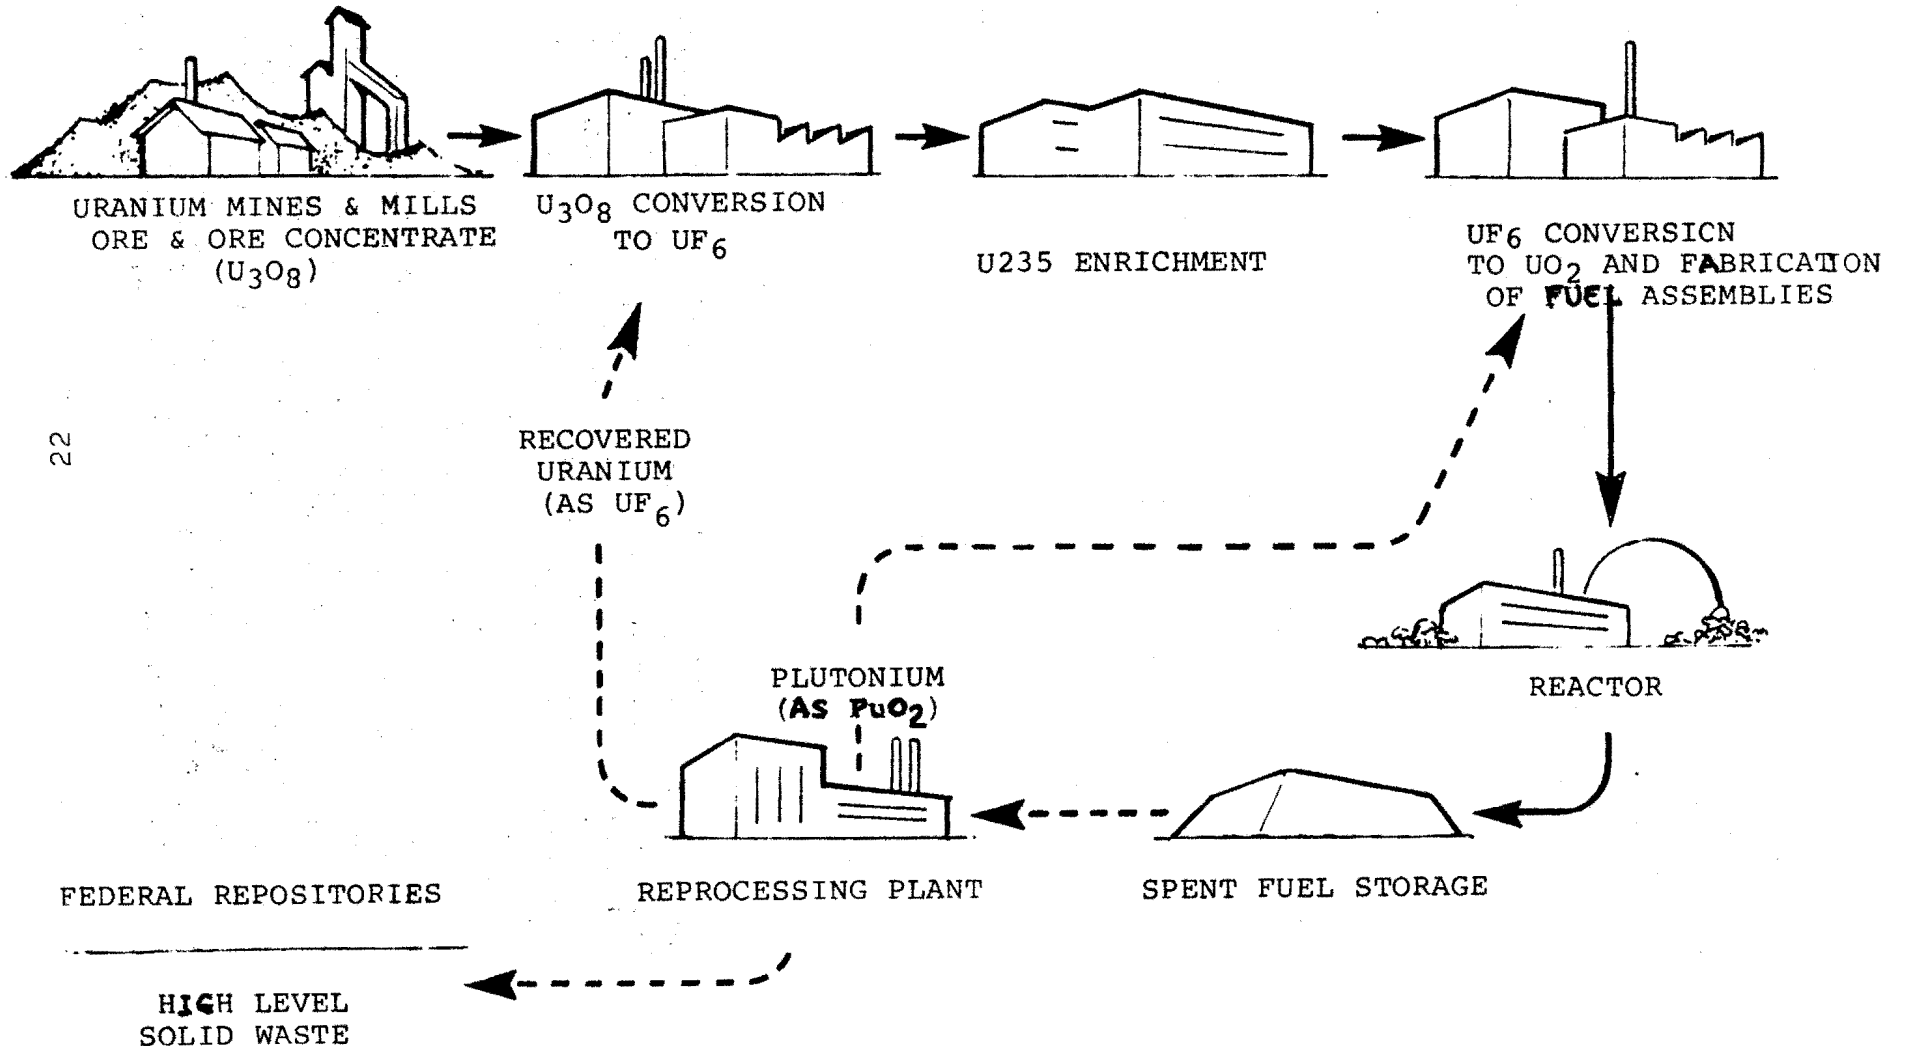 URANIUM MINES & MILLS
ORE & ORE CONCENTRATE
(U3O8)
U3O8 CONVERSION
TO UF6
U235 ENRICHMENT
UF6 CONVERSICN
TO UO2 AND FABRICATION
OF FUEL ASSEMBLIES
22
RECOVERED
URANIUM
(AS UF6)
PLUTONIUM
(AS PuO2)
REACTOR
FEDERAL REPOSITORIES
REPROCESSING PLANT
SPENT FUEL STORAGE
HIGH LEVEL
SOLID WASTE